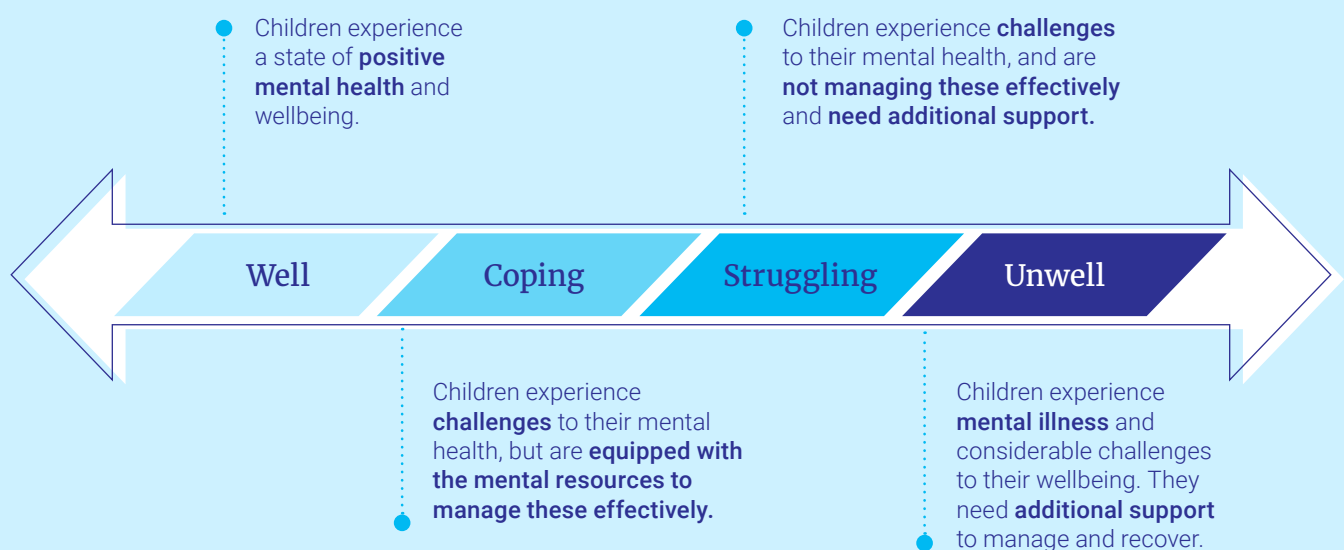 Children experience
a state of positive
mental health and
wellbeing.
Children experience challenges
to their mental health, and are
not managing these effectively
and need additional support.
Well
Coping
Struggling
Unwell
Children experience
challenges to their mental
health, but are equipped with
the mental resources to
manage these effectively.
Children experience
mental illness and
considerable challenges
to their wellbeing. They
need additional support
to manage and recover.